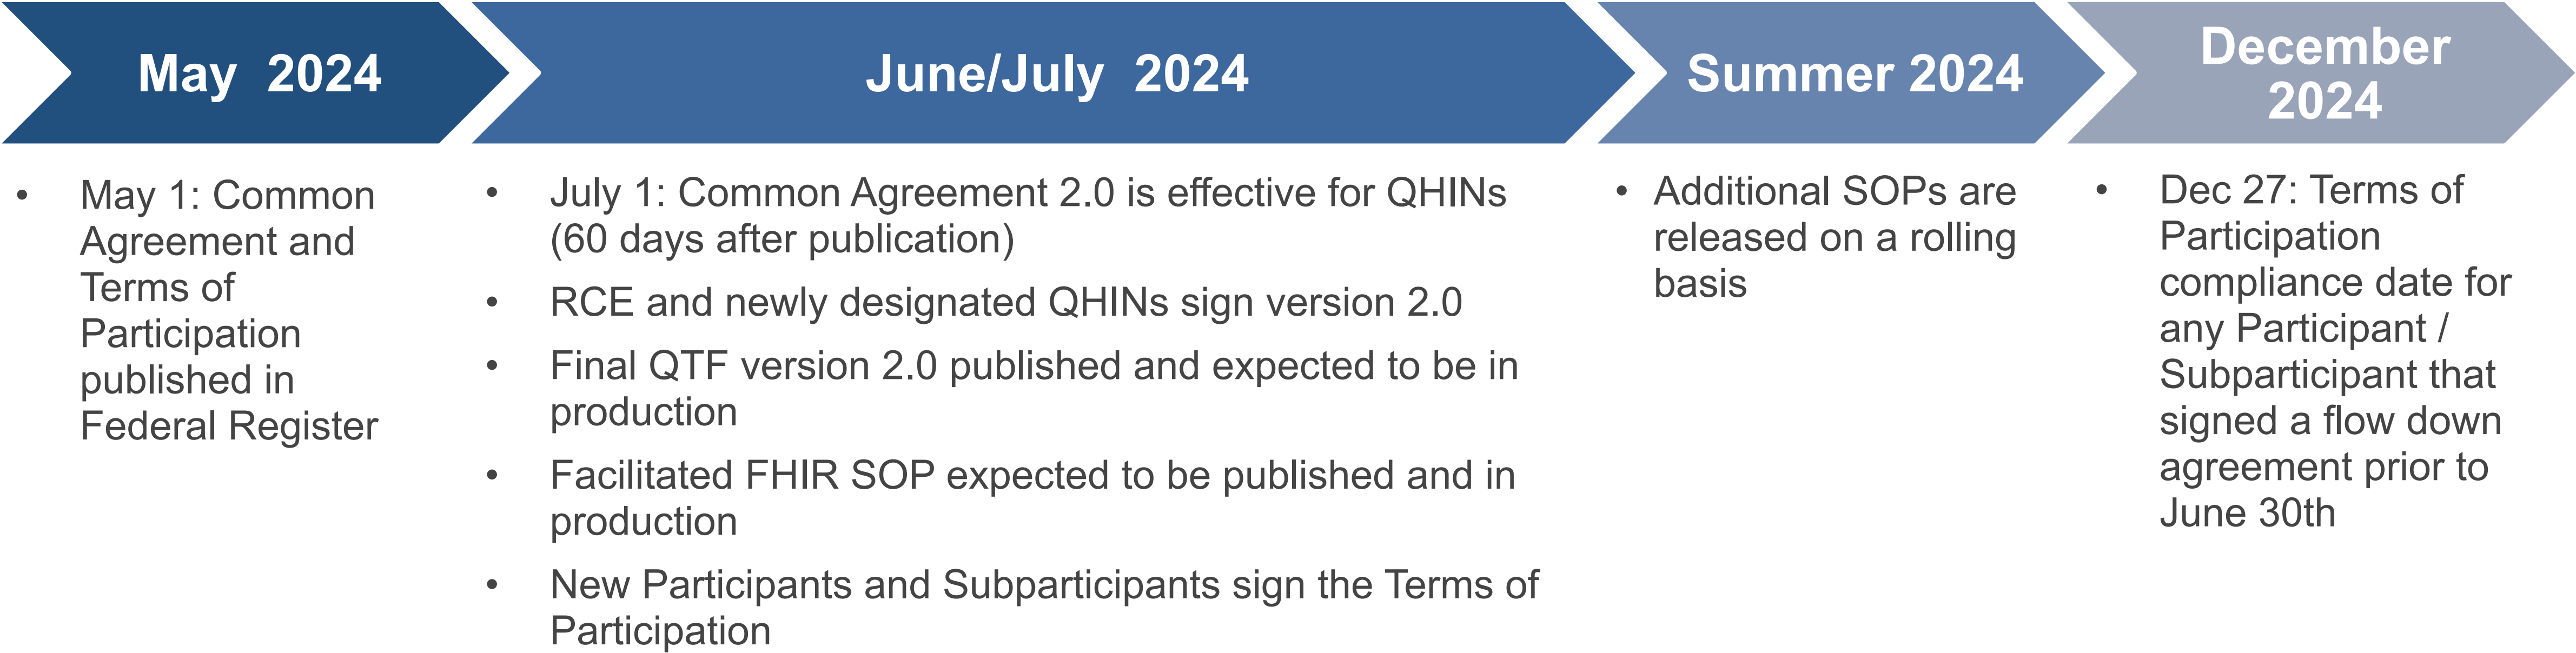 May 2024
• May 1: Common
Agreement and
Terms of
Participation
published in
Federal Register
June/July 2024
• July 1: Common Agreement 2.0 is effective for QHINs
(60 days after publication)
• RCE and newly designated QHINs sign version 2.0
• Final QTF version 2.0 published and expected to be in
production
• Facilitated FHIR SOP expected to be published and in
production
• New Participants and Subparticipants sign the Terms of
Participation
Summer 2024
• Additional SOPs are
released on a rolling
basis
December
2024
• Dec 27: Terms of
Participation
compliance date for
any Participant /
Subparticipant that
signed a flow down
agreement prior to
June 30th